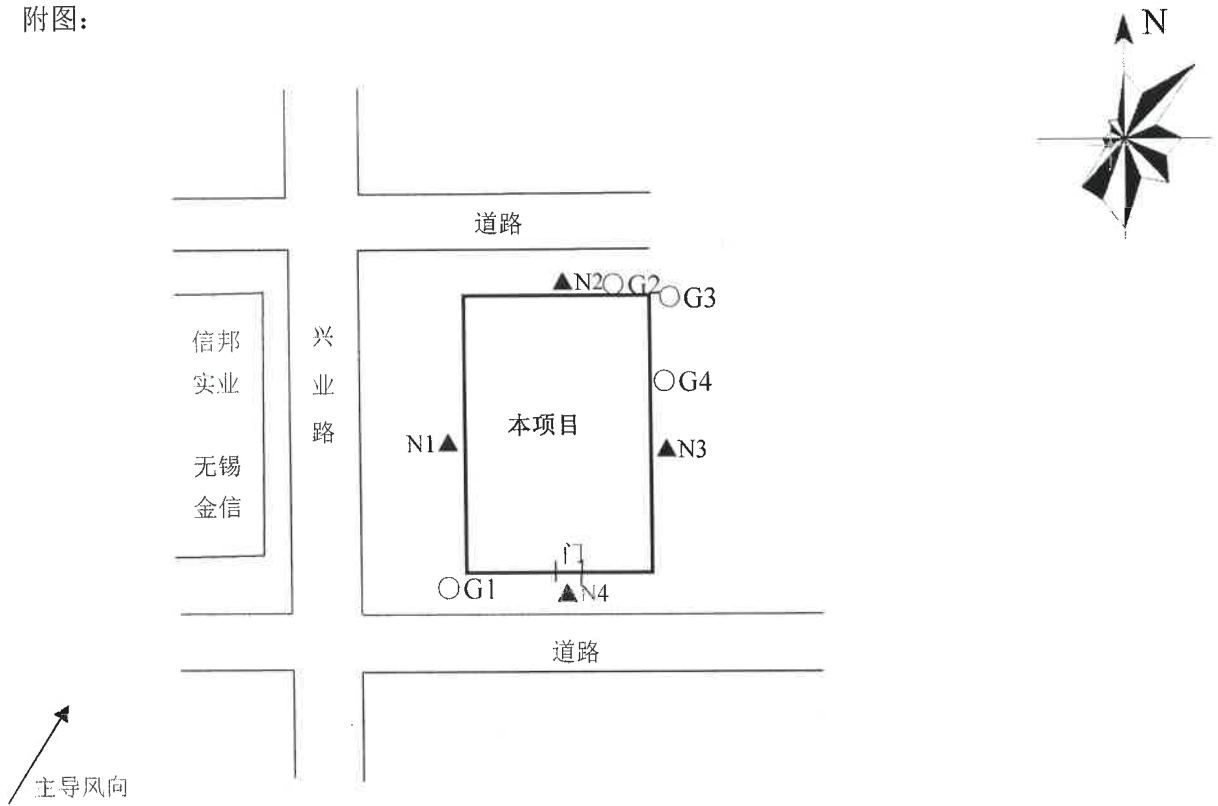 附图：
N
道路
▲N2 ○G2 ○G3
信邦
实业
兴
业
路
○G4
本项目
N1▲
▲N3
无锡
金信
门
○G1
▲N4
道路
主导风向